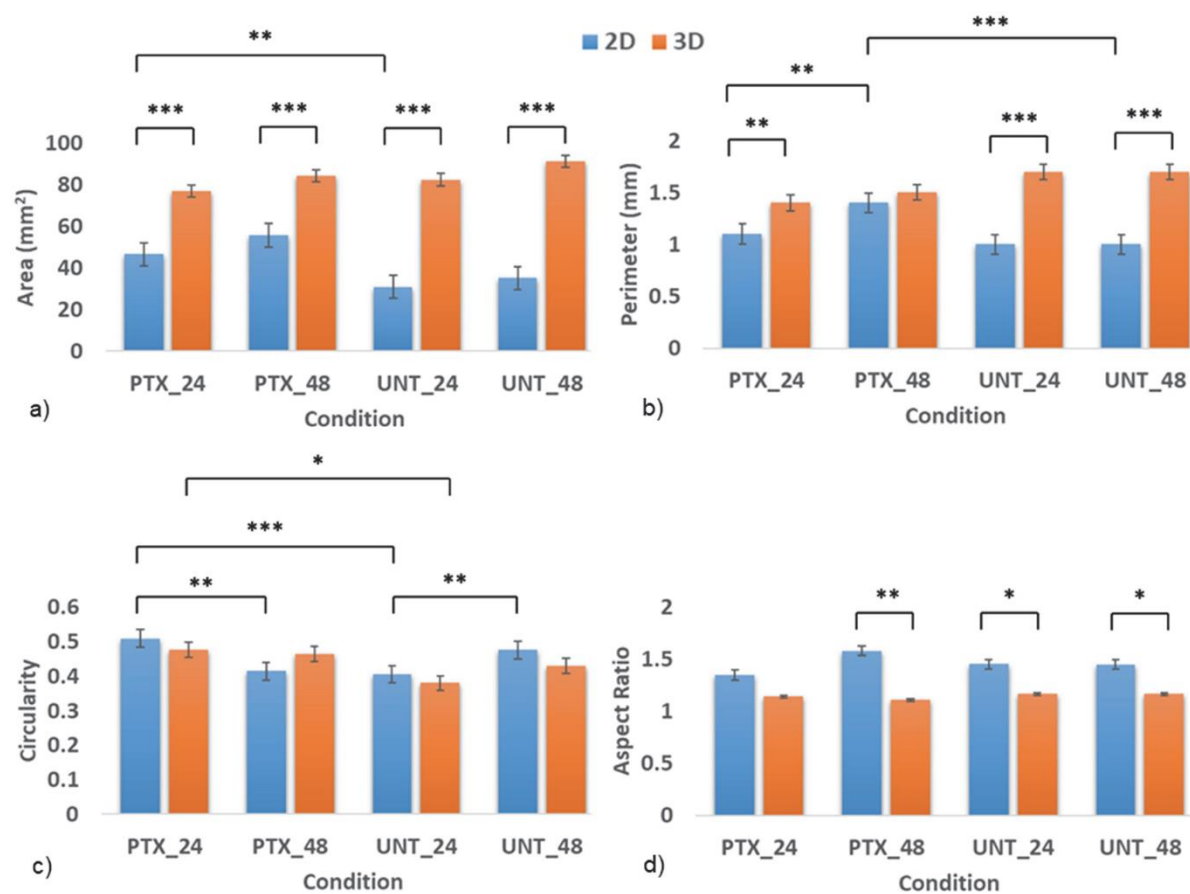 ** 2D 3D
*** *** *** ***
Area (mm²)
100
80
60
40
20
0
PTX_24 PTX_48 UNT_24 UNT_48
a) Condition
***
**
** *** ***
Perimeter (mm)
2
1.5
1
0.5
0
PTX_24 PTX_48 UNT_24 UNT_48
b) Condition
*
***
** **
Circularity
0.6
0.5
0.4
0.3
0.2
0.1
0
PTX_24 PTX_48 UNT_24 UNT_48
c) Condition
** * *
Aspect Ratio
2
1.5
1
0.5
0
PTX_24 PTX_48 UNT_24 UNT_48
d) Condition